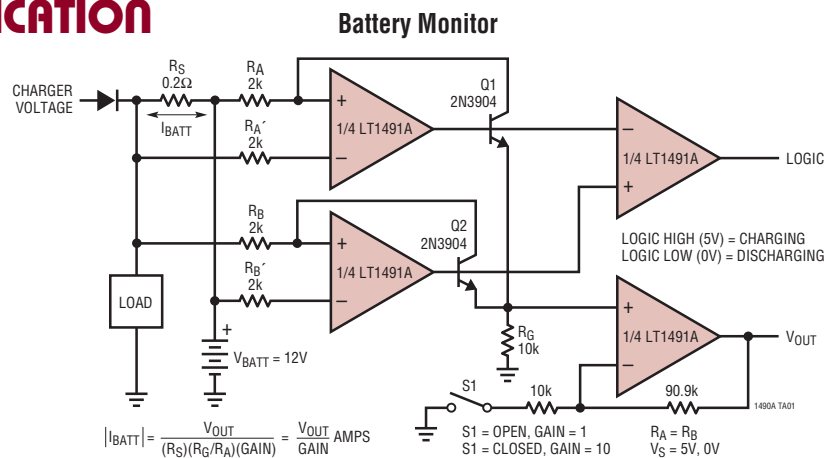 ICATION
Battery Monitor
CHARGER
VOLTAGE
RS
0.2Ω
IBATT
RA
2k
RA´
2k
+
–
1/4 LT1491A
Q1
2N3904
–
1/4 LT1491A
+
LOGIC
LOGIC HIGH (5V) = CHARGING
LOGIC LOW (0V) = DISCHARGING
RB
2k
RB´
2k
+
1/4 LT1491A
–
Q2
2N3904
LOAD
+
VBATT = 12V
RG
10k
+
1/4 LT1491A
–
VOUT
S1
10k
90.9k
1490A TA01
S1 = OPEN, GAIN = 1
S1 = CLOSED, GAIN = 10
RA = RB
VS = 5V, 0V
|IBATT| = VOUT / (RS)(RG/RA)(GAIN) = VOUT / GAIN AMPS